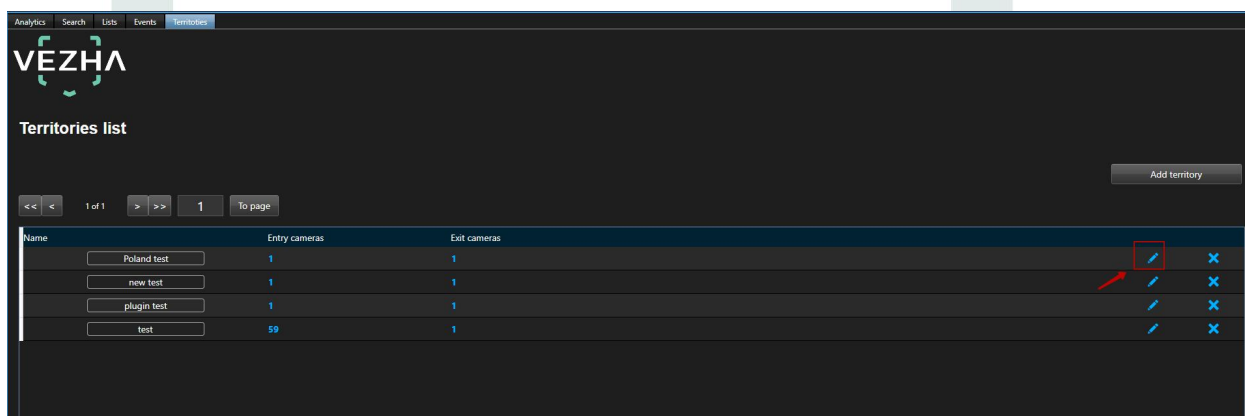 Analytics Search Lists Events Territoties
VEZHA
Territories list
Add territory
<< < 1 of 1 > >> 1 To page
Name Entry cameras Exit cameras
Poland test 1 1
new test 1 1
plugin test 1 1
test 59 1